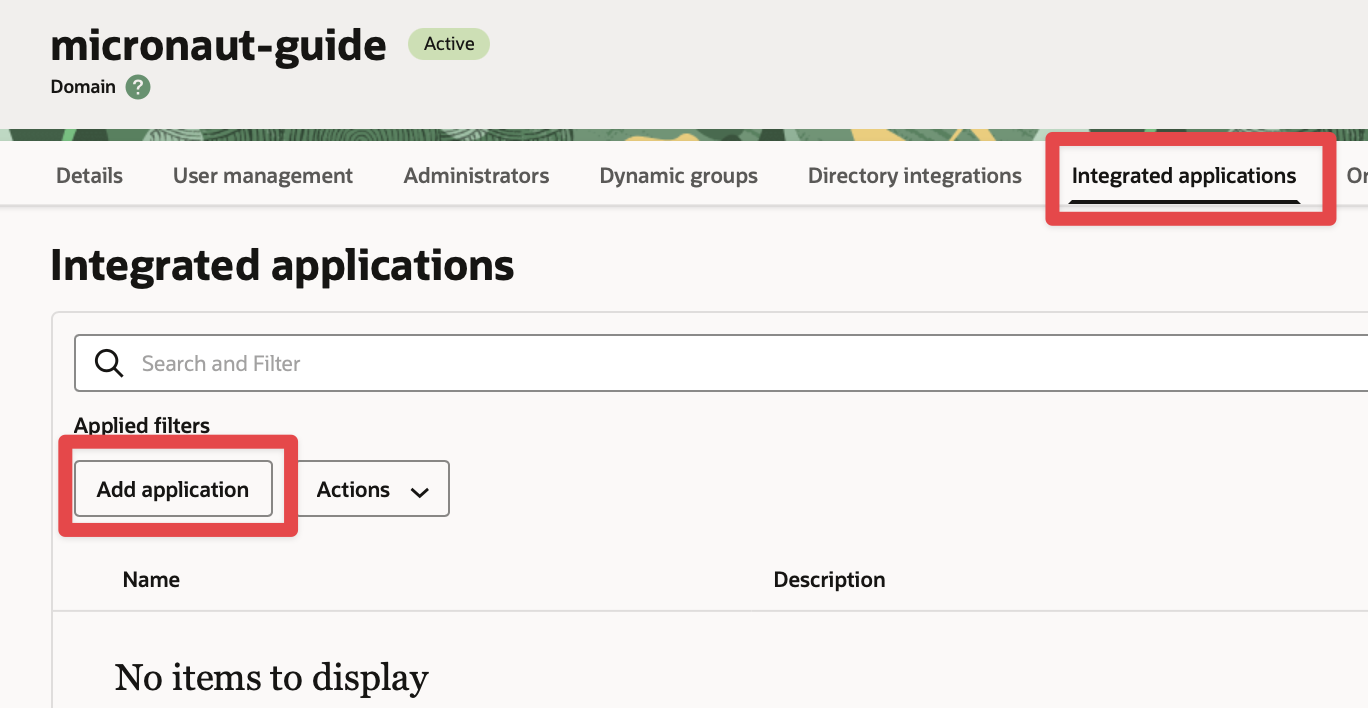 micronaut-guide Active
Domain ?
Details User management Administrators Dynamic groups Directory integrations Integrated applications
Integrated applications
Search and Filter
Applied filters
Add application Actions
Name Description
No items to display